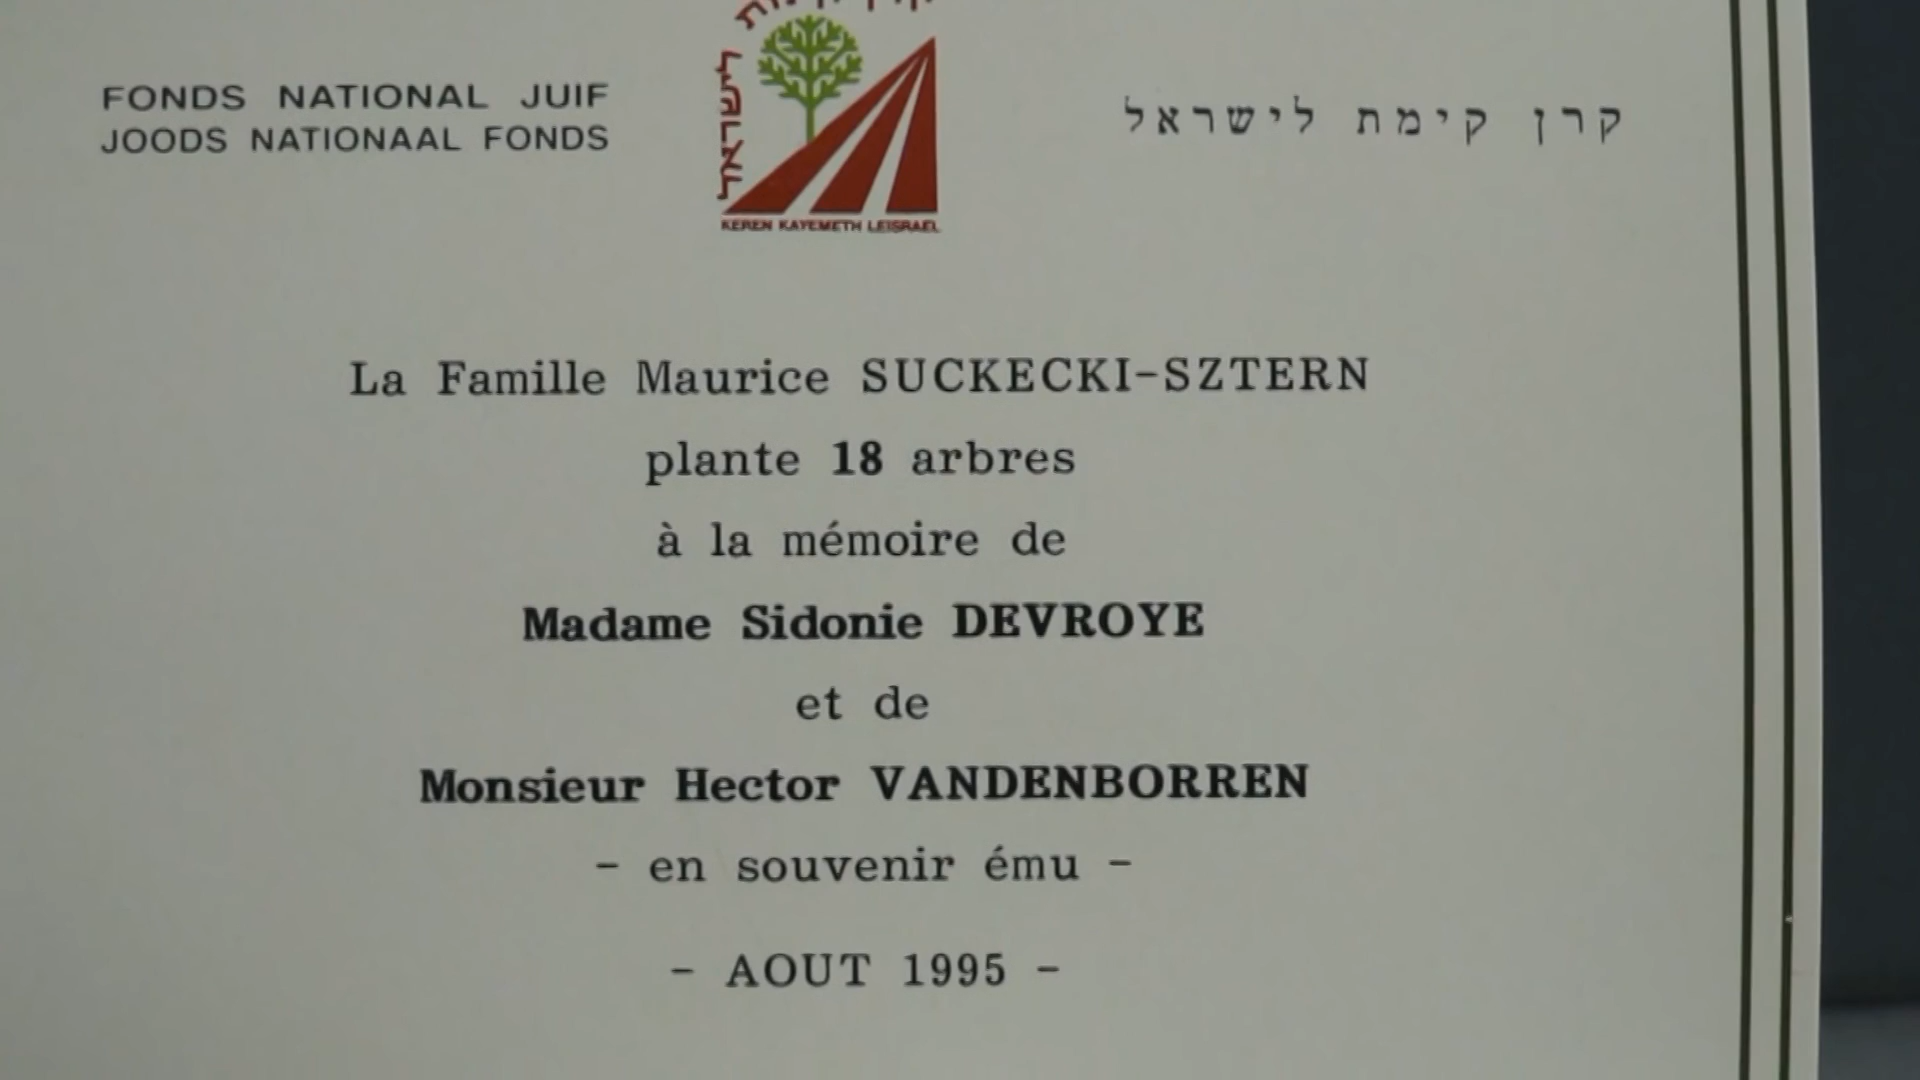 FONDS NATIONAL JUIF
JOODS NATIONAAL FONDS
לישראל
KEREN KAYEMETH LEISRAEL
קרן קימת לישראל
La Famille Maurice SUCKECKI-SZTERN
plante 18 arbres
à la mémoire de
Madame Sidonie DEVROYE
et de
Monsieur Hector VANDENBORREN
- en souvenir ému -
- AOUT 1995 -